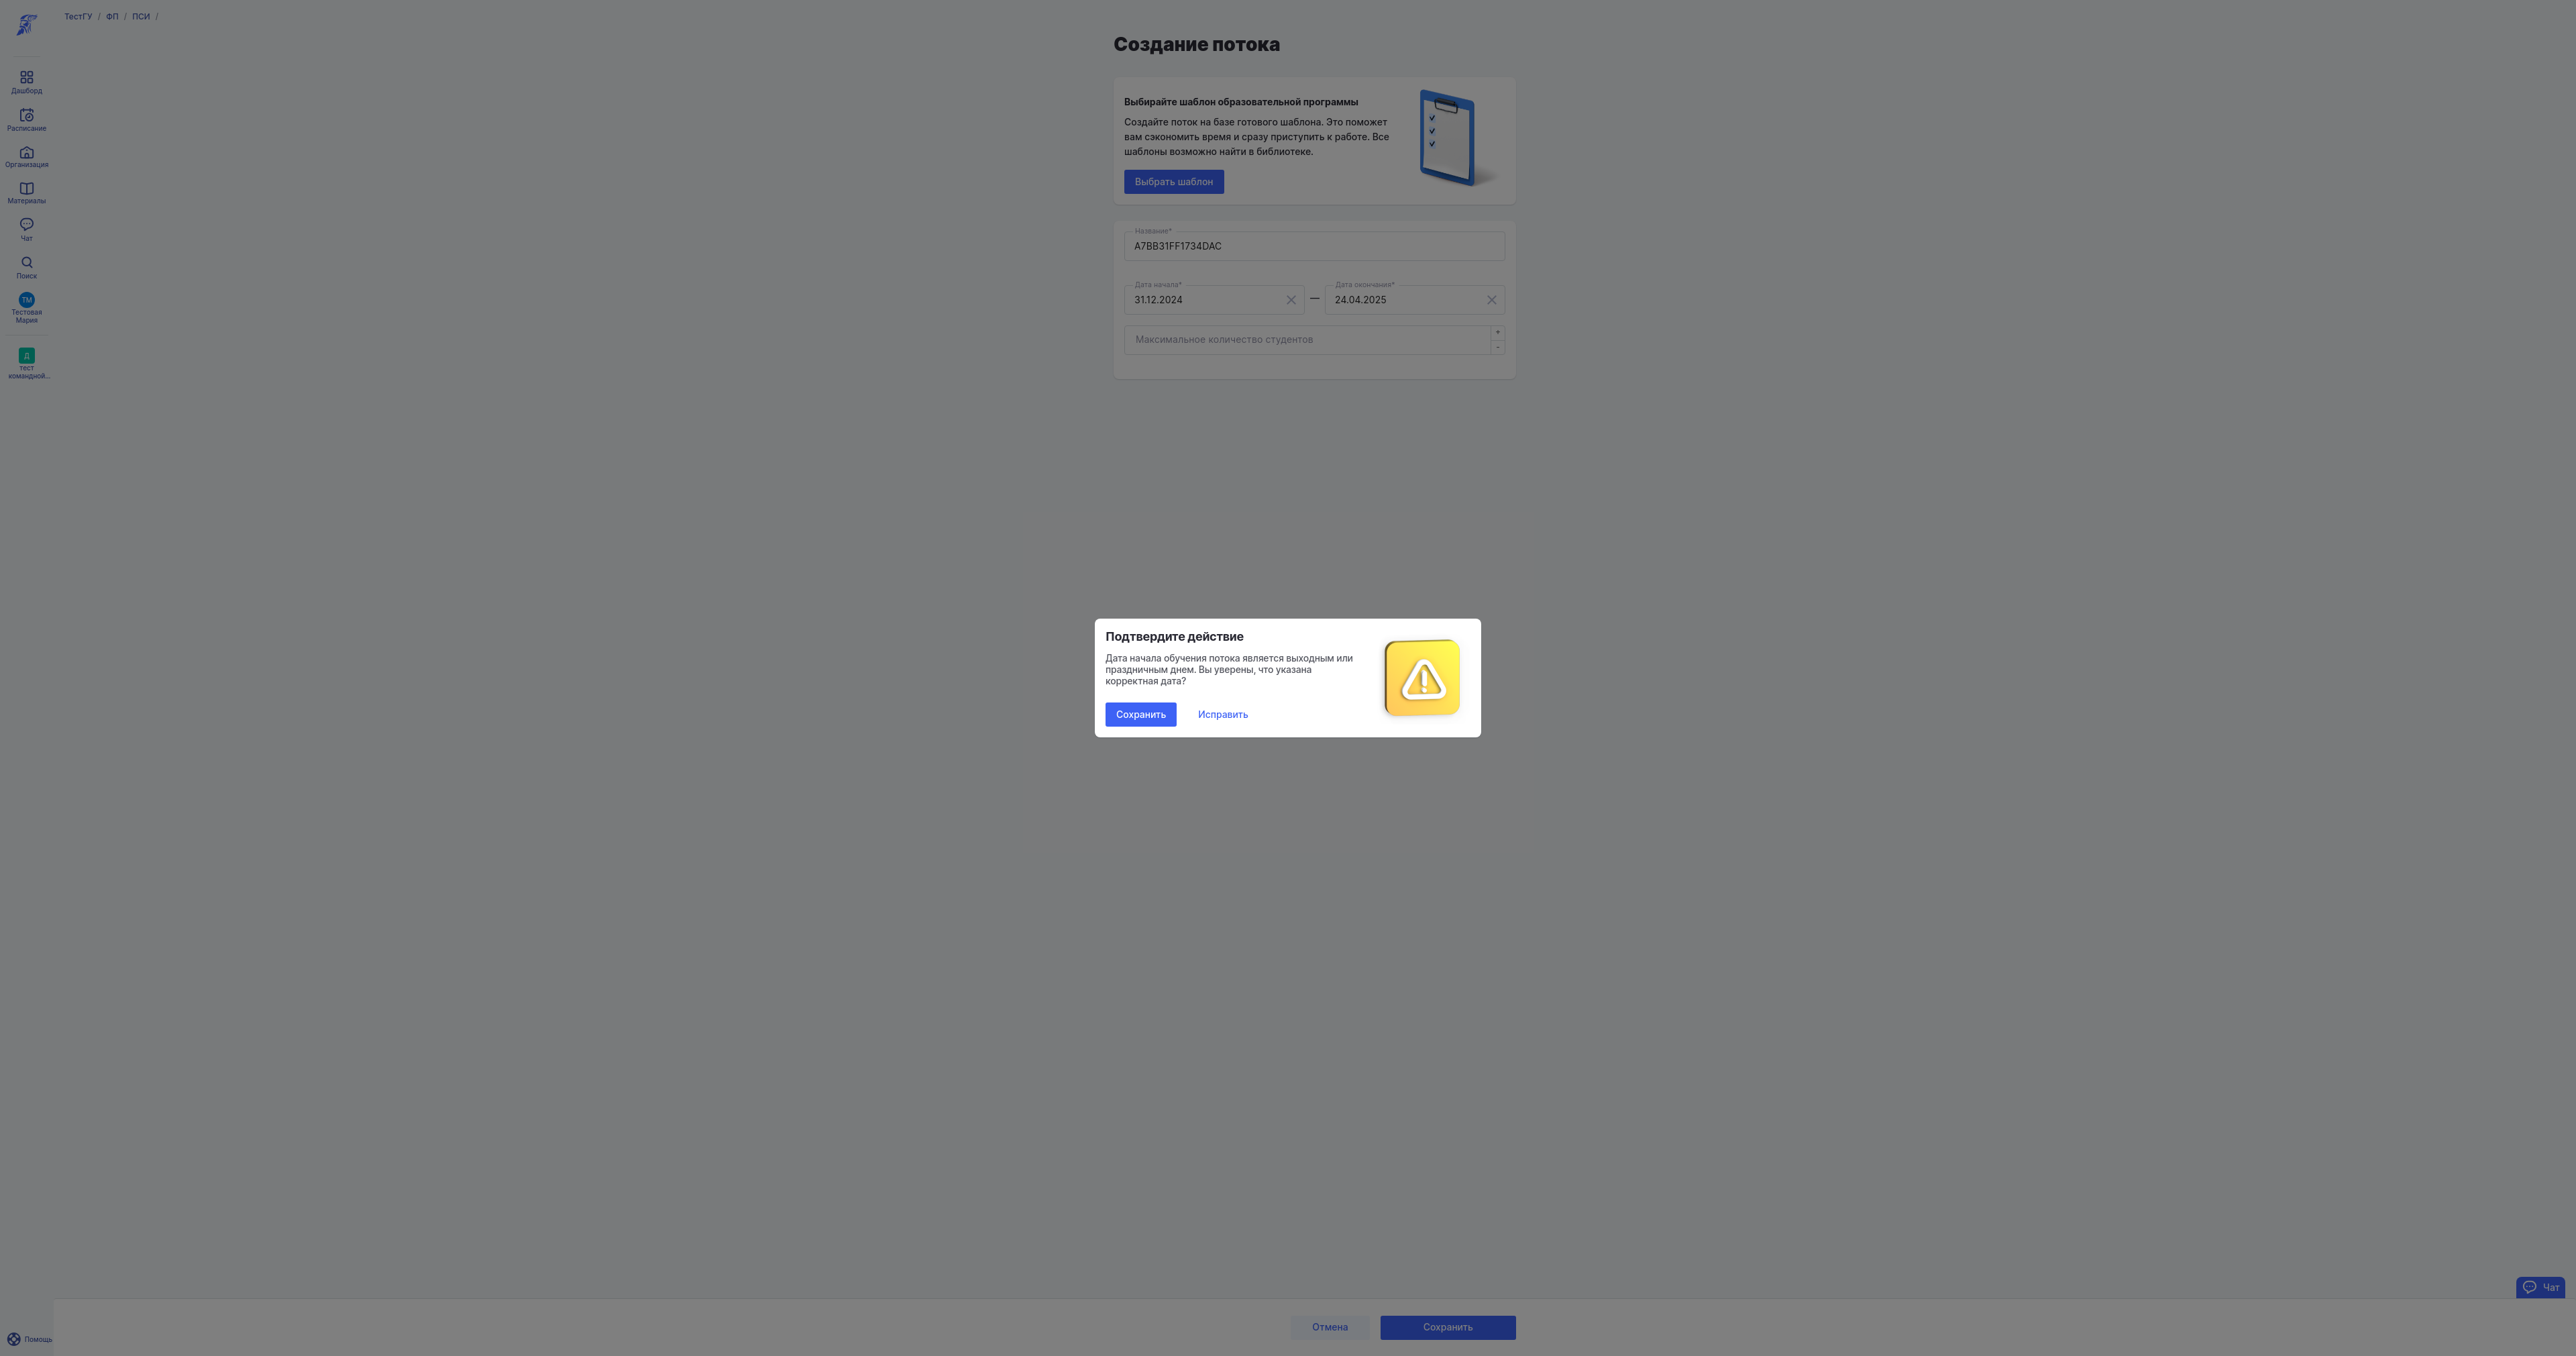 ТестГУ / ФП / ПСИ /
Дашборд
Расписание
Организация
Материалы
Чат
Поиск
ТМ
Тестовая
Мария
Д
тест
командной...
Помощь
Создание потока
Выбирайте шаблон образовательной программы
Создайте поток на базе готового шаблона. Это поможет
вам сэкономить время и сразу приступить к работе. Все
шаблоны возможно найти в библиотеке.
Выбрать шаблон
Название*
A7BB31FF1734DAC
Дата начала*
31.12.2024
—
Дата окончания*
24.04.2025
Максимальное количество студентов
+
-
Подтвердите действие
Дата начала обучения потока является выходным или
праздничным днем. Вы уверены, что указана
корректная дата?
Сохранить Исправить
Чат
Отмена Сохранить